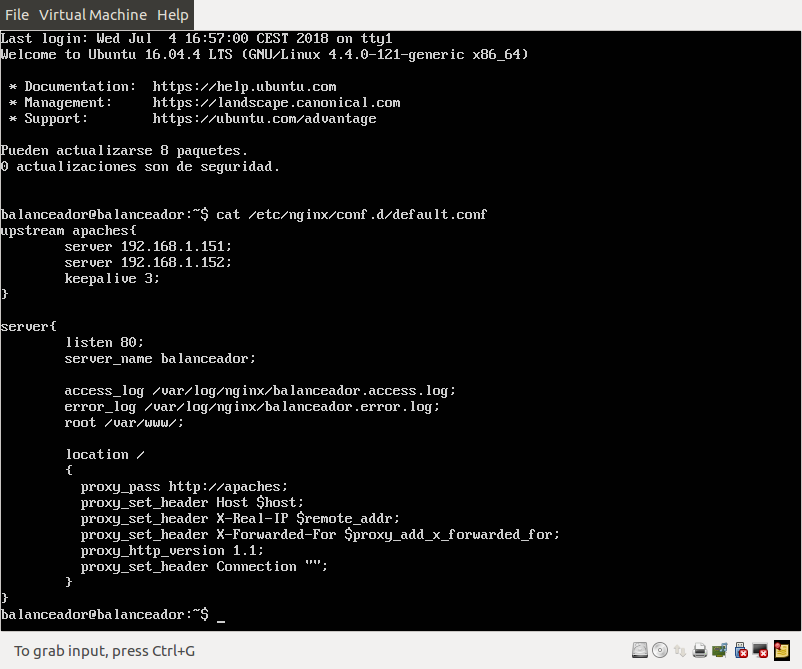 File Virtual Machine Help
Last login: Wed Jul  4 16:57:00 CEST 2018 on tty1
Welcome to Ubuntu 16.04.4 LTS (GNU/Linux 4.4.0-121-generic x86_64)

 * Documentation:  https://help.ubuntu.com
 * Management:     https://landscape.canonical.com
 * Support:        https://ubuntu.com/advantage

Pueden actualizarse 8 paquetes.
0 actualizaciones son de seguridad.


balanceador@balanceador:~$ cat /etc/nginx/conf.d/default.conf
upstream apaches{
        server 192.168.1.151;
        server 192.168.1.152;
        keepalive 3;
}

server{
        listen 80;
        server_name balanceador;

        access_log /var/log/nginx/balanceador.access.log;
        error_log /var/log/nginx/balanceador.error.log;
        root /var/www/;

        location /
        {
          proxy_pass http://apaches;
          proxy_set_header Host $host;
          proxy_set_header X-Real-IP $remote_addr;
          proxy_set_header X-Forwarded-For $proxy_add_x_forwarded_for;
          proxy_http_version 1.1;
          proxy_set_header Connection "";
        }
}
balanceador@balanceador:~$ _
To grab input, press Ctrl+G